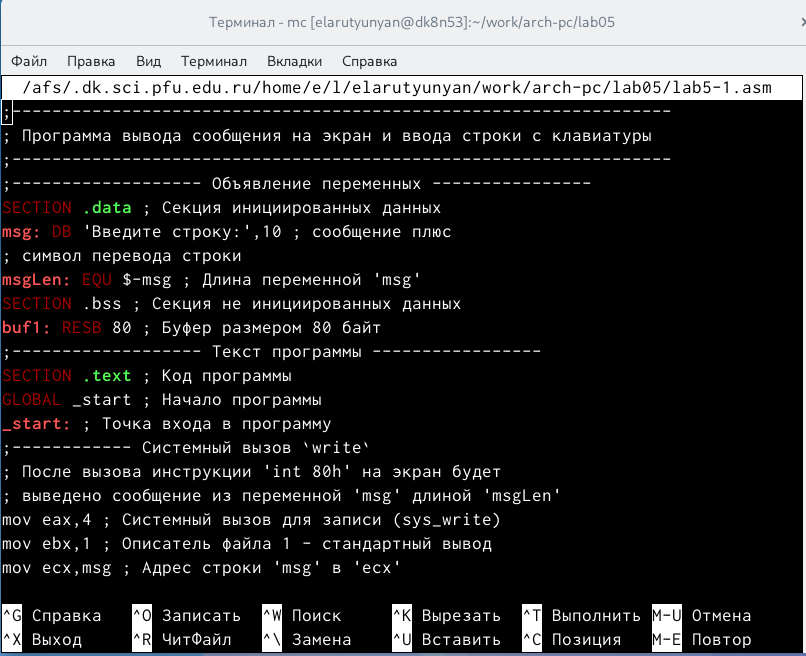 Терминал - mc [elarutyunyan@dk8n53]:~/work/arch-pc/lab05
Файл Правка Вид Терминал Вкладки Справка
/afs/.dk.sci.pfu.edu.ru/home/e/l/elarutyunyan/work/arch-pc/lab05/lab5-1.asm
;------------------------------------------------------------------
; Программа вывода сообщения на экран и ввода строки с клавиатуры
;------------------------------------------------------------------
;------------------- Объявление переменных ----------------
SECTION .data ; Секция инициированных данных
msg: DB 'Введите строку:',10 ; сообщение плюс
; символ перевода строки
msgLen: EQU $-msg ; Длина переменной 'msg'
SECTION .bss ; Секция не инициированных данных
buf1: RESB 80 ; Буфер размером 80 байт
;------------------- Текст программы -----------------
SECTION .text ; Код программы
GLOBAL _start ; Начало программы
_start: ; Точка входа в программу
;------------ Системный вызов `write`
; После вызова инструкции 'int 80h' на экран будет
; выведено сообщение из переменной 'msg' длиной 'msgLen'
mov eax,4 ; Системный вызов для записи (sys_write)
mov ebx,1 ; Описатель файла 1 - стандартный вывод
mov ecx,msg ; Адрес строки 'msg' в 'ecx'
^G Справка ^O Записать ^W Поиск ^K Вырезать ^T Выполнить M-U Отмена
^X Выход ^R ЧитФайл ^\ Замена ^U Вставить ^C Позиция M-E Повтор